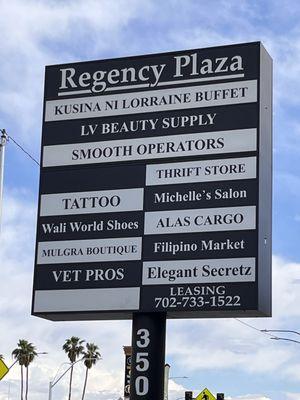 Regency Plaza
KUSINA NI LORRAINE BUFFET
LV BEAUTY SUPPLY
SMOOTH OPERATORS
THRIFT STORE
TATTOO
Michelle's Salon
Wali World Shoes
ALAS CARGO
MULGRA BOUTIQUE
Filipino Market
VET PROS
Elegant Secretz
LEASING
702-733-1522
350